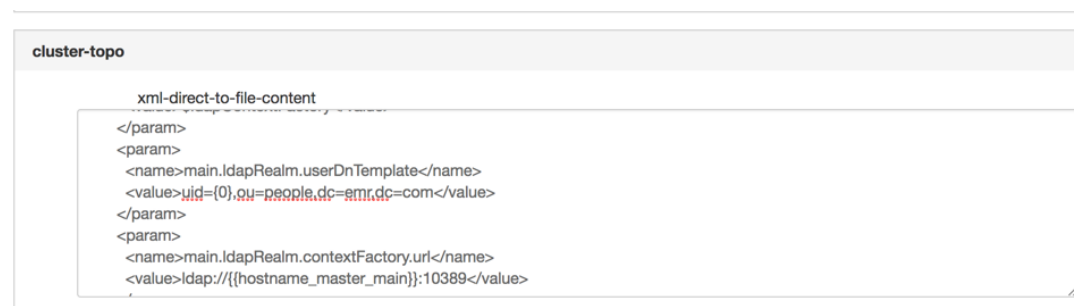 cluster-topo
xml-direct-to-file-content
</param>
<param>
<name>main.ldapRealm.userDnTemplate</name>
<value>uid={0},ou=people,dc=emr,dc=com</value>
</param>
<param>
<name>main.ldapRealm.contextFactory.url</name>
<value>ldap://{{hostname_master_main}}:10389</value>